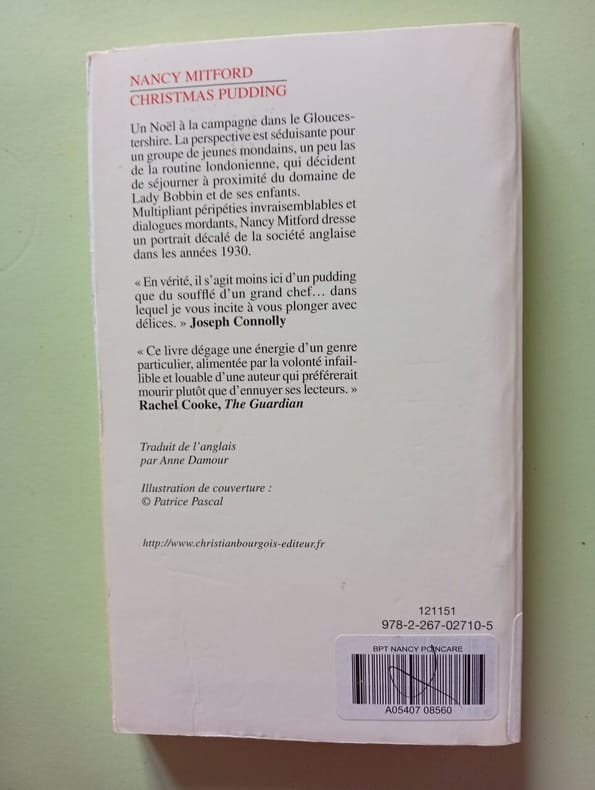 NANCY MITFORD
CHRISTMAS PUDDING
Un Noël à la campagne dans le Glouces-
tershire. La perspective est séduisante pour
un groupe de jeunes mondains, un peu las
de la routine londonienne, qui décident
de séjourner à proximité du domaine de
Lady Bobbin et de ses enfants.
Multipliant péripéties invraisemblables et
dialogues mordants, Nancy Mitford dresse
un portrait décalé de la société anglaise
dans les années 1930.
« En vérité, il s’agit moins ici d’un pudding
que du soufflé d’un grand chef… dans
lequel je vous incite à vous plonger avec
délices. » Joseph Connolly
« Ce livre dégage une énergie d’un genre
particulier, alimentée par la volonté infail-
lible et louable d’une auteur qui préférerait
mourir plutôt que d’ennuyer ses lecteurs. »
Rachel Cooke, The Guardian
Traduit de l’anglais
par Anne Damour
Illustration de couverture :
© Patrice Pascal
http://www.christianbourgois-editeur.fr
121151
978-2-267-02710-5
BPT NANCY POINCARE
A05407 08560